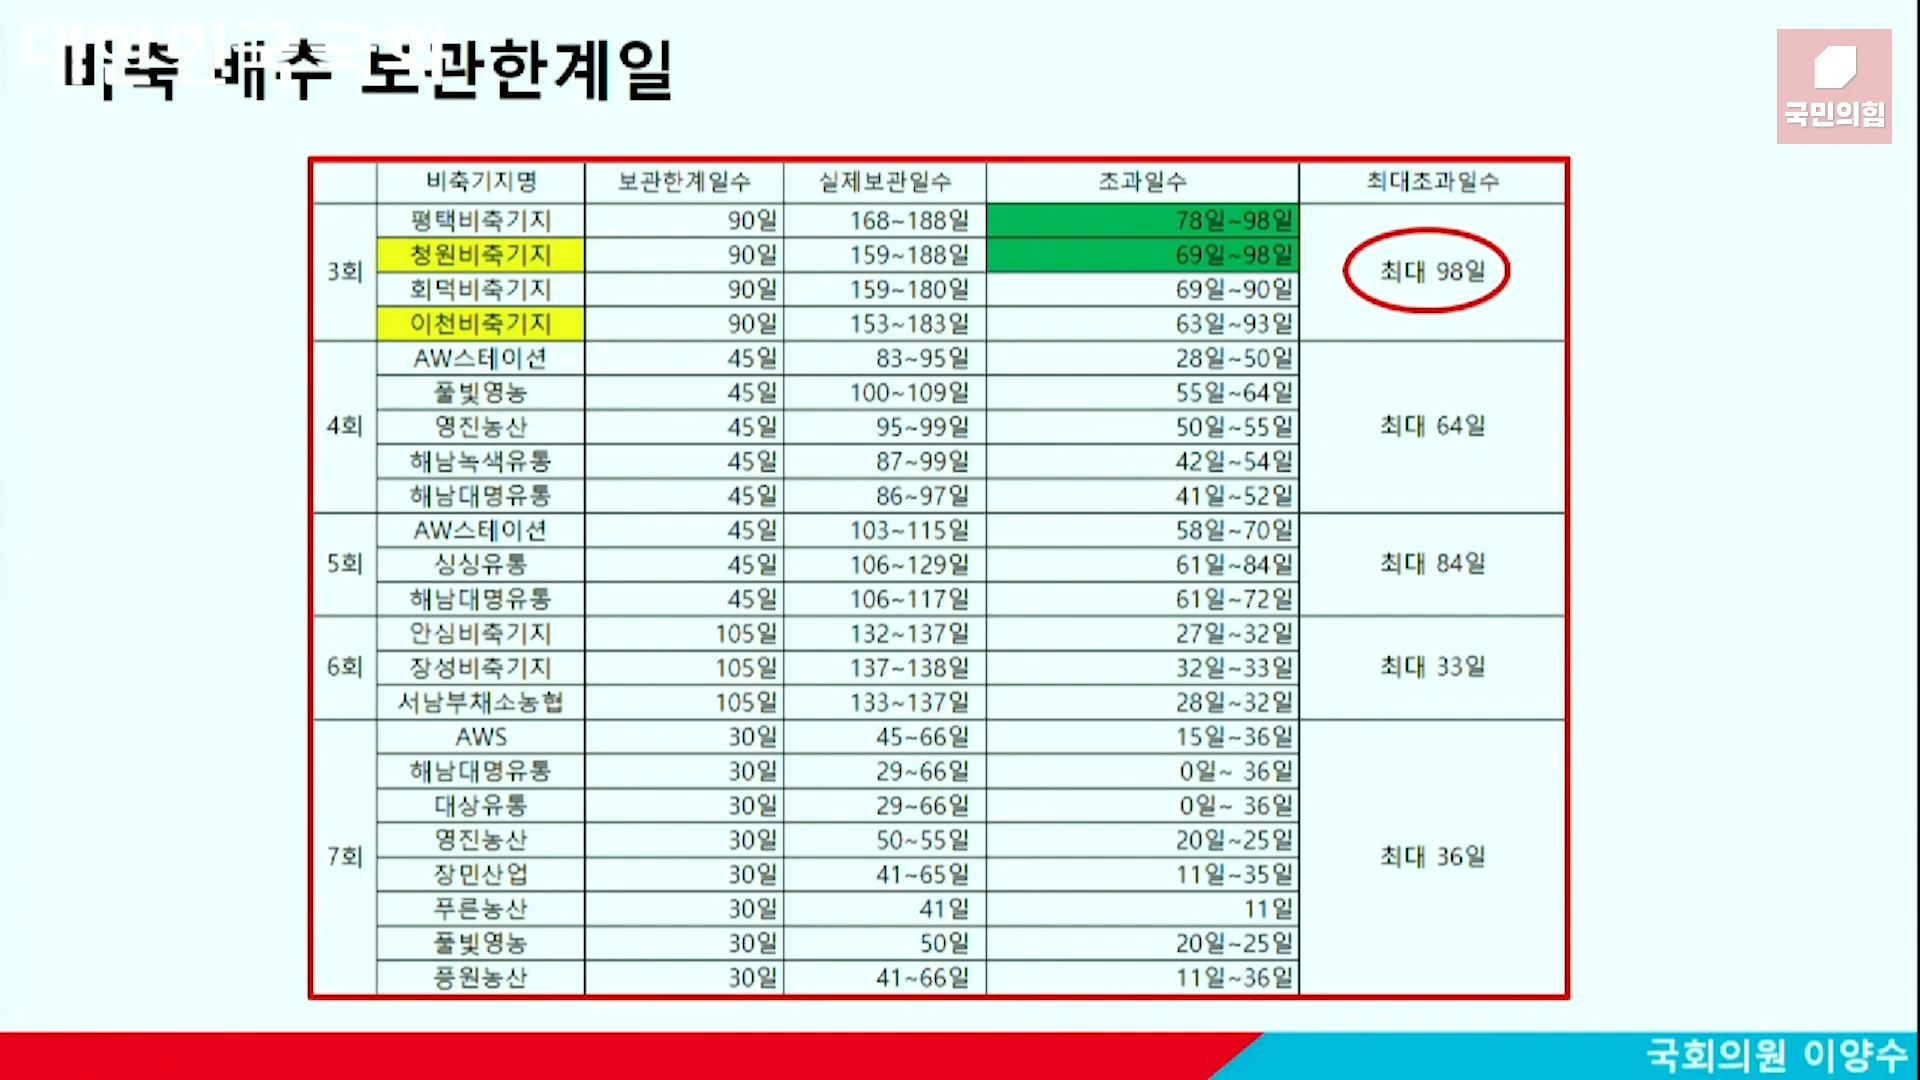 대한민국국회
비축 배추 보관한계일
국민의힘
비축기지명 보관한계일수 실제보관일수 초과일수 최대초과일수
3회 평택비축기지 90일 168~188일 78일~98일 최대 98일
청원비축기지 90일 159~188일 69일~98일
회덕비축기지 90일 159~180일 69일~90일
이천비축기지 90일 153~183일 63일~93일
4회 AW스테이션 45일 83~95일 28일~50일 최대 64일
풀빛영농 45일 100~109일 55일~64일
영진농산 45일 95~99일 50일~55일
해남녹색유통 45일 87~99일 42일~54일
해남대명유통 45일 86~97일 41일~52일
5회 AW스테이션 45일 103~115일 58일~70일 최대 84일
싱싱유통 45일 106~129일 61일~84일
해남대명유통 45일 106~117일 61일~72일
6회 안심비축기지 105일 132~137일 27일~32일 최대 33일
장성비축기지 105일 137~138일 32일~33일
서남부채소농협 105일 133~137일 28일~32일
7회 AWS 30일 45~66일 15일~36일 최대 36일
해남대명유통 30일 29~66일 0일~ 36일
대상유통 30일 29~66일 0일~ 36일
영진농산 30일 50~55일 20일~25일
장민산업 30일 41~65일 11일~35일
푸른농산 30일 41일 11일
풀빛영농 30일 50일 20일~25일
풍원농산 30일 41~66일 11일~36일
국회의원 이양수